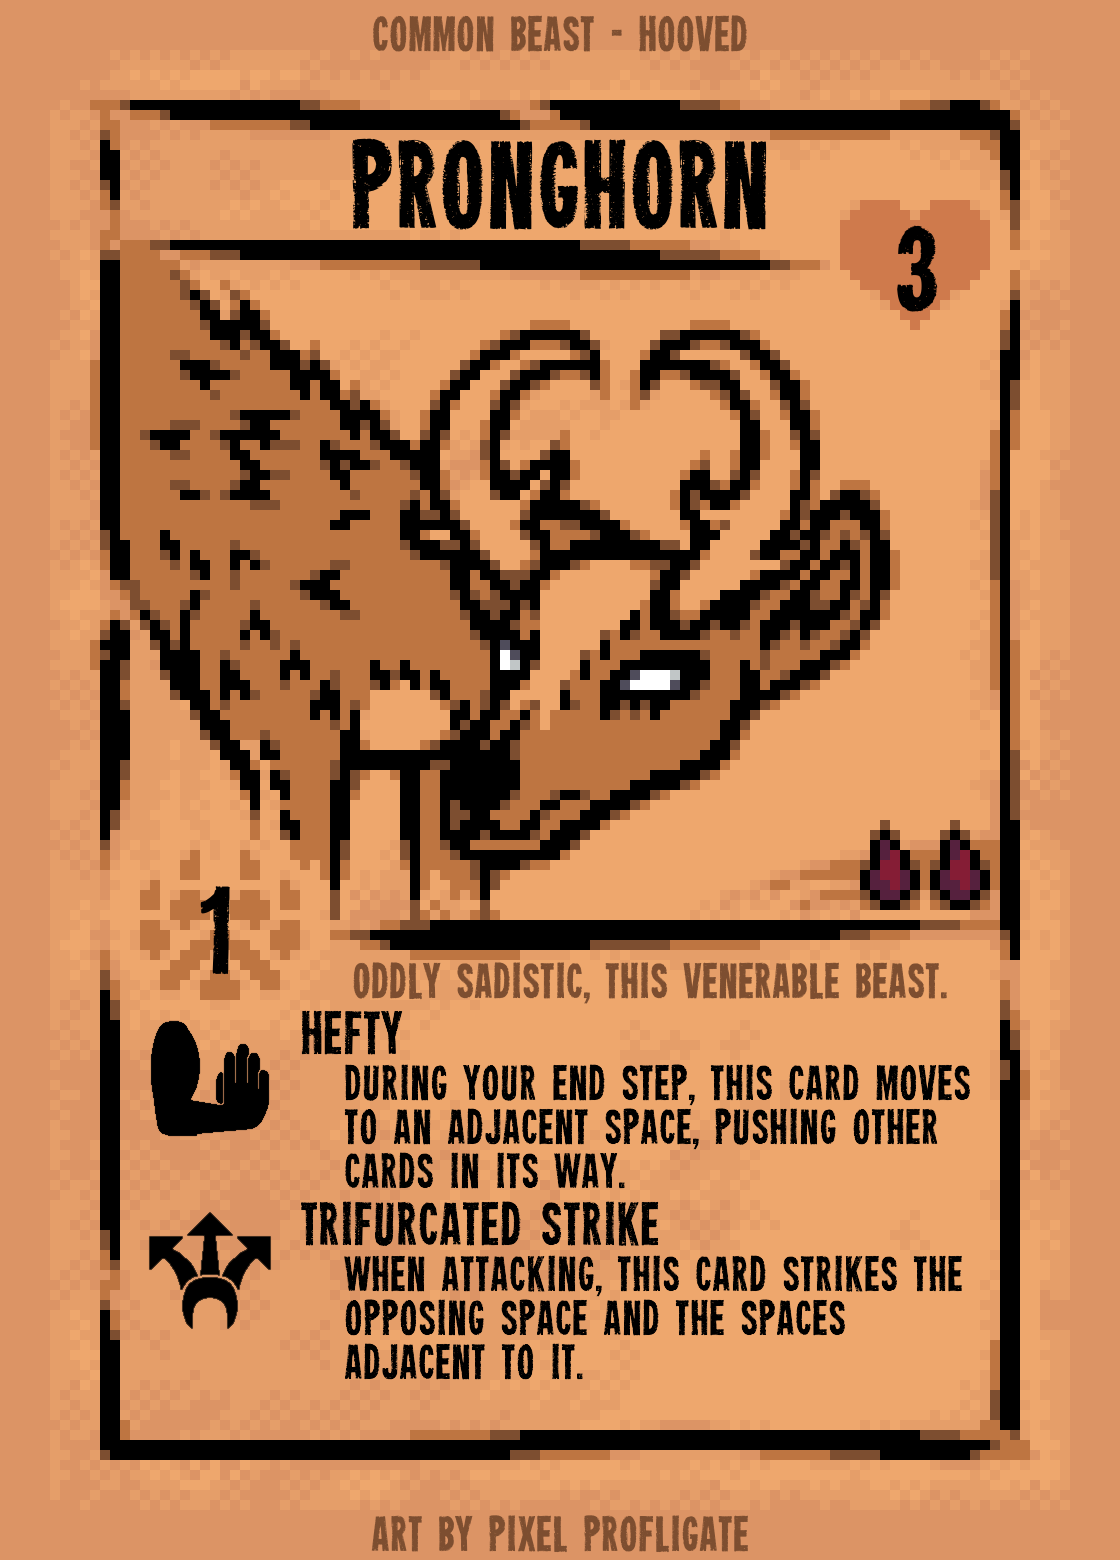 COMMON BEAST - HOOVED
PRONGHORN
3
1
ODDLY SADISTIC, THIS VENERABLE BEAST.
HEFTY
DURING YOUR END STEP, THIS CARD MOVES
TO AN ADJACENT SPACE, PUSHING OTHER
CARDS IN ITS WAY.
TRIFURCATED STRIKE
WHEN ATTACKING, THIS CARD STRIKES THE
OPPOSING SPACE AND THE SPACES
ADJACENT TO IT.
ART BY PIXEL PROFLIGATE